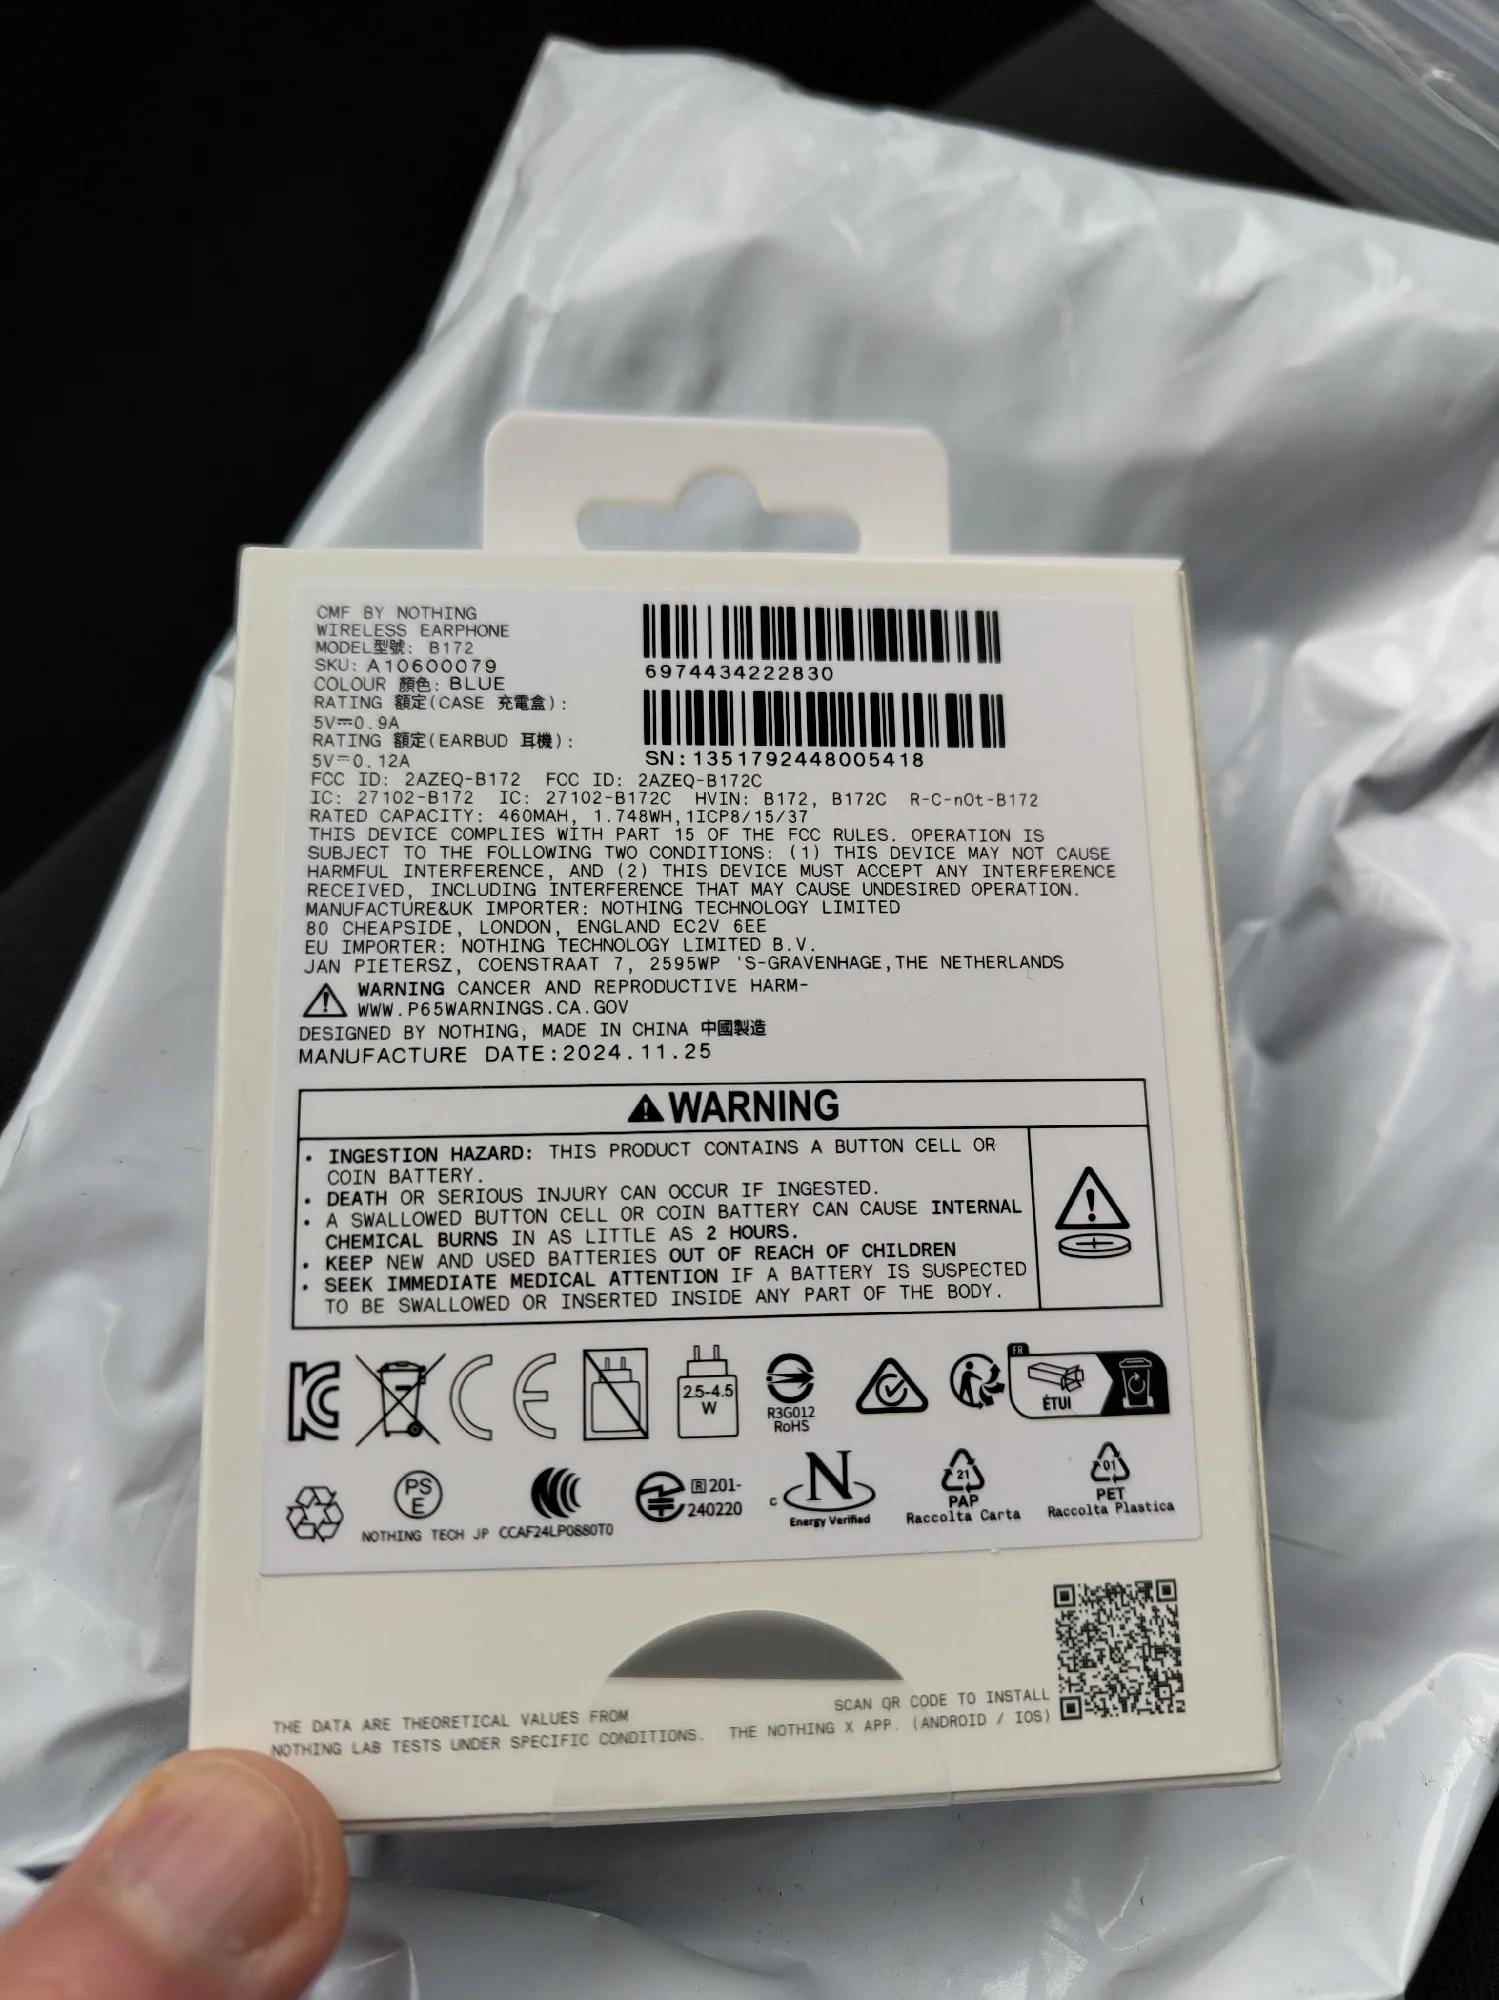 CMF BY NOTHING
WIRELESS EARPHONE
MODEL型號: B172
SKU: A10600079
COLOUR 顏色: BLUE
RATING 額定(CASE 充電盒):
5V⎓0.9A
RATING 額定(EARBUD 耳機):
5V⎓0.12A
6974434222830
SN:1351792448005418
FCC ID: 2AZEQ-B172 FCC ID: 2AZEQ-B172C
IC: 27102-B172 IC: 27102-B172C HVIN: B172, B172C R-C-nOt-B172
RATED CAPACITY: 460MAH, 1.748WH,1ICP8/15/37
THIS DEVICE COMPLIES WITH PART 15 OF THE FCC RULES. OPERATION IS
SUBJECT TO THE FOLLOWING TWO CONDITIONS: (1) THIS DEVICE MAY NOT CAUSE
HARMFUL INTERFERENCE, AND (2) THIS DEVICE MUST ACCEPT ANY INTERFERENCE
RECEIVED, INCLUDING INTERFERENCE THAT MAY CAUSE UNDESIRED OPERATION.
MANUFACTURE&UK IMPORTER: NOTHING TECHNOLOGY LIMITED
80 CHEAPSIDE, LONDON, ENGLAND EC2V 6EE
EU IMPORTER: NOTHING TECHNOLOGY LIMITED B.V.
JAN PIETERSZ, COENSTRAAT 7, 2595WP 'S-GRAVENHAGE,THE NETHERLANDS
WARNING CANCER AND REPRODUCTIVE HARM-
WWW.P65WARNINGS.CA.GOV
DESIGNED BY NOTHING, MADE IN CHINA 中國製造
MANUFACTURE DATE:2024.11.25
WARNING
• INGESTION HAZARD: THIS PRODUCT CONTAINS A BUTTON CELL OR
COIN BATTERY.
• DEATH OR SERIOUS INJURY CAN OCCUR IF INGESTED.
• A SWALLOWED BUTTON CELL OR COIN BATTERY CAN CAUSE INTERNAL
CHEMICAL BURNS IN AS LITTLE AS 2 HOURS.
• KEEP NEW AND USED BATTERIES OUT OF REACH OF CHILDREN
• SEEK IMMEDIATE MEDICAL ATTENTION IF A BATTERY IS SUSPECTED
TO BE SWALLOWED OR INSERTED INSIDE ANY PART OF THE BODY.
KC
CE
2.5-4.5
W
R3G012
RoHS
FR
ÉTUI
PS
E
NOTHING TECH JP
CCAF24LP0880T0
R 201-
240220
c
N
Energy Verified
21
PAP
Raccolta Carta
01
PET
Raccolta Plastica
THE DATA ARE THEORETICAL VALUES FROM
NOTHING LAB TESTS UNDER SPECIFIC CONDITIONS.
SCAN QR CODE TO INSTALL
THE NOTHING X APP. (ANDROID / IOS)